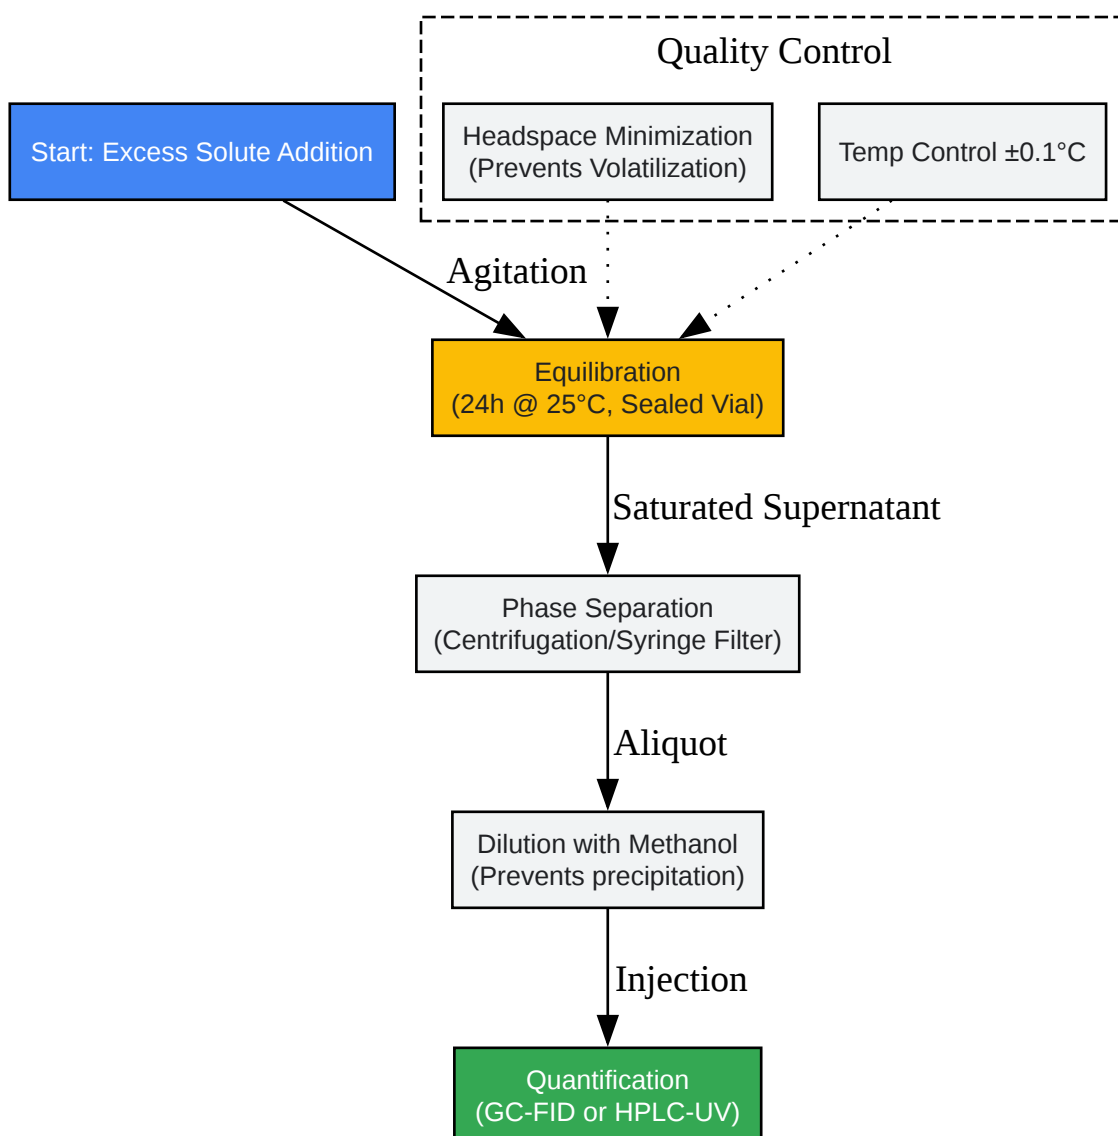 Quality Control
Start: Excess Solute Addition
Headspace Minimization
(Prevents Volatilization)
Temp Control ±0.1°C
Agitation
Equilibration
(24h @ 25°C, Sealed Vial)
Saturated Supernatant
Phase Separation
(Centrifugation/Syringe Filter)
Aliquot
Dilution with Methanol
(Prevents precipitation)
Injection
Quantification
(GC-FID or HPLC-UV)